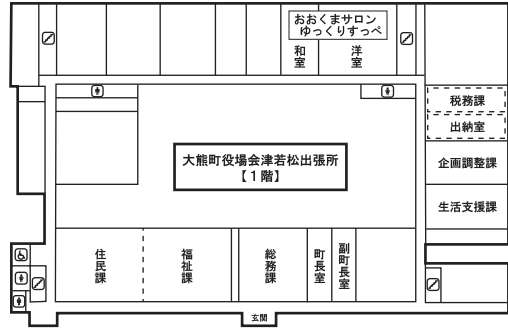 おおくまサロン
ゆっくりすっぺ
和室
洋室
税務課
出納室
企画調整課
生活支援課
大熊町役場会津若松出張所
【1階】
住民課
福祉課
総務課
町長室
副町長室
玄関